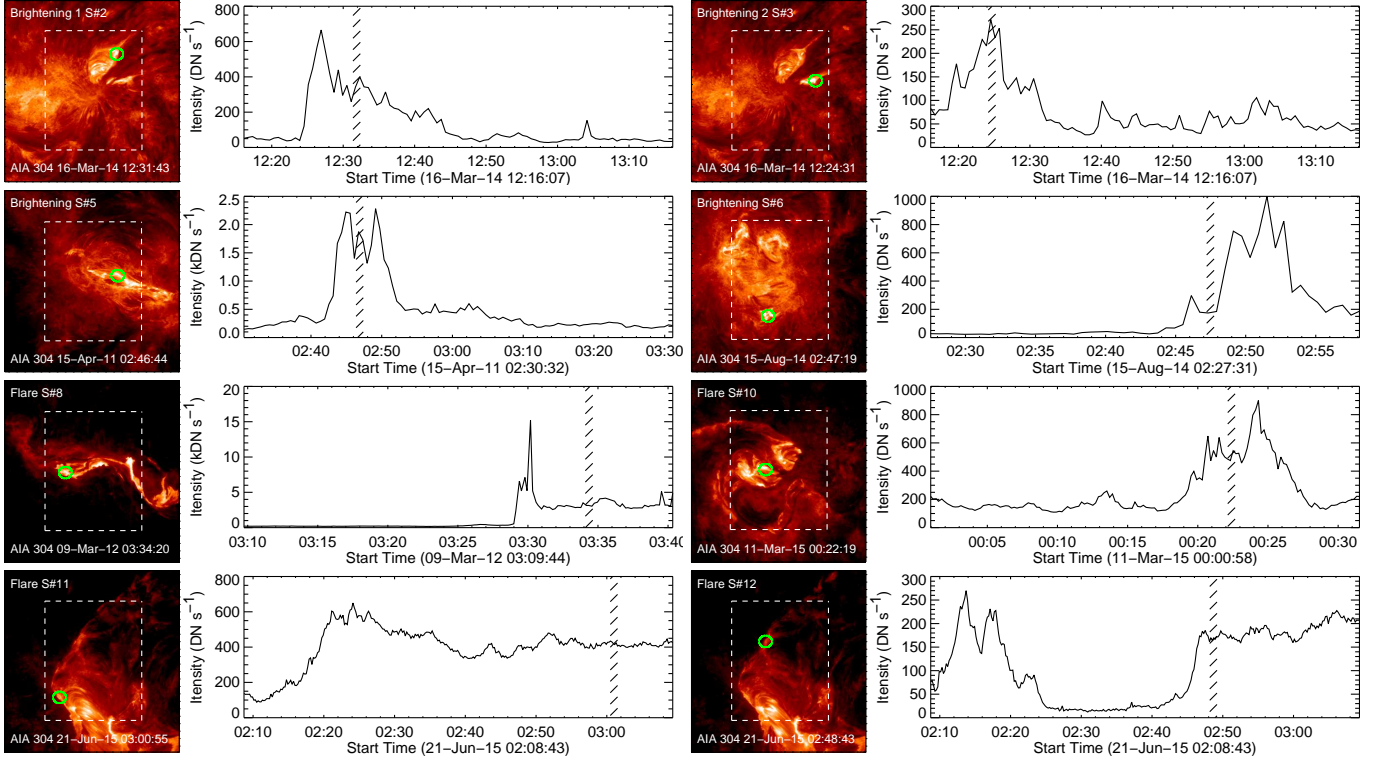 Brightening 1 S#2
AIA 304 16-Mar-14 12:31:43
Itensity (DN s−1)
800
600
400
200
0
12:20 12:30 12:40 12:50 13:00 13:10
Start Time (16-Mar-14 12:16:07)
Brightening 2 S#3
AIA 304 16-Mar-14 12:24:31
Itensity (DN s−1)
300
250
200
150
100
50
0
12:20 12:30 12:40 12:50 13:00 13:10
Start Time (16-Mar-14 12:16:07)
Brightening S#5
AIA 304 15-Apr-11 02:46:44
Itensity (kDN s−1)
2.5
2.0
1.5
1.0
0.5
0.0
02:40 02:50 03:00 03:10 03:20 03:30
Start Time (15-Apr-11 02:30:32)
Brightening S#6
AIA 304 15-Aug-14 02:47:19
Itensity (DN s−1)
1000
800
600
400
200
0
02:30 02:35 02:40 02:45 02:50 02:55
Start Time (15-Aug-14 02:27:31)
Flare S#8
AIA 304 09-Mar-12 03:34:20
Itensity (kDN s−1)
20
15
10
5
0
03:10 03:15 03:20 03:25 03:30 03:35 03:40
Start Time (09-Mar-12 03:09:44)
Flare S#10
AIA 304 11-Mar-15 00:22:19
Itensity (DN s−1)
1000
800
600
400
200
0
00:05 00:10 00:15 00:20 00:25 00:30
Start Time (11-Mar-15 00:00:58)
Flare S#11
AIA 304 21-Jun-15 03:00:55
Itensity (DN s−1)
800
600
400
200
0
02:10 02:20 02:30 02:40 02:50 03:00
Start Time (21-Jun-15 02:08:43)
Flare S#12
AIA 304 21-Jun-15 02:48:43
Itensity (DN s−1)
300
250
200
150
100
50
0
02:10 02:20 02:30 02:40 02:50 03:00
Start Time (21-Jun-15 02:08:43)